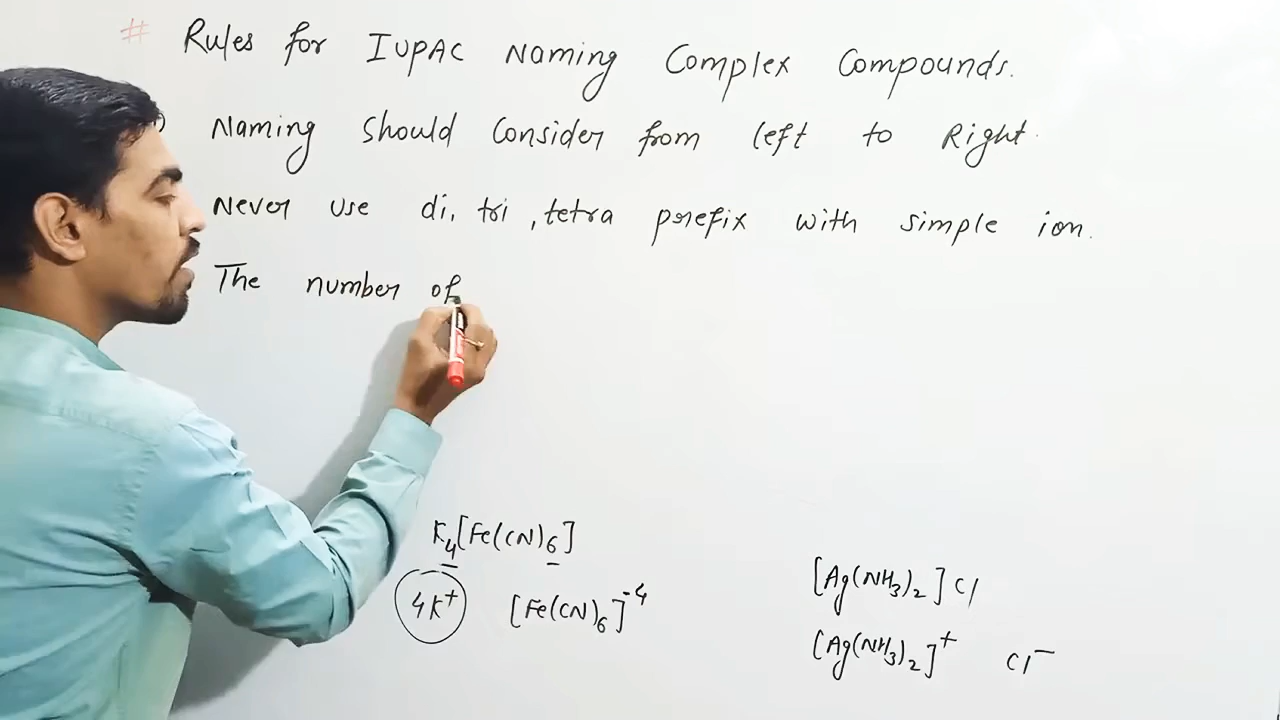 # Rules for IUPAC Naming Complex Compounds.
Naming should Consider from left to Right.
Never use di, tri, tetra prefix with simple ion.
The number of
K₄[Fe(CN)₆]
4K⁺ [Fe(CN)₆]⁻⁴
[Ag(NH₃)₂]Cl
[Ag(NH₃)₂]⁺ Cl⁻